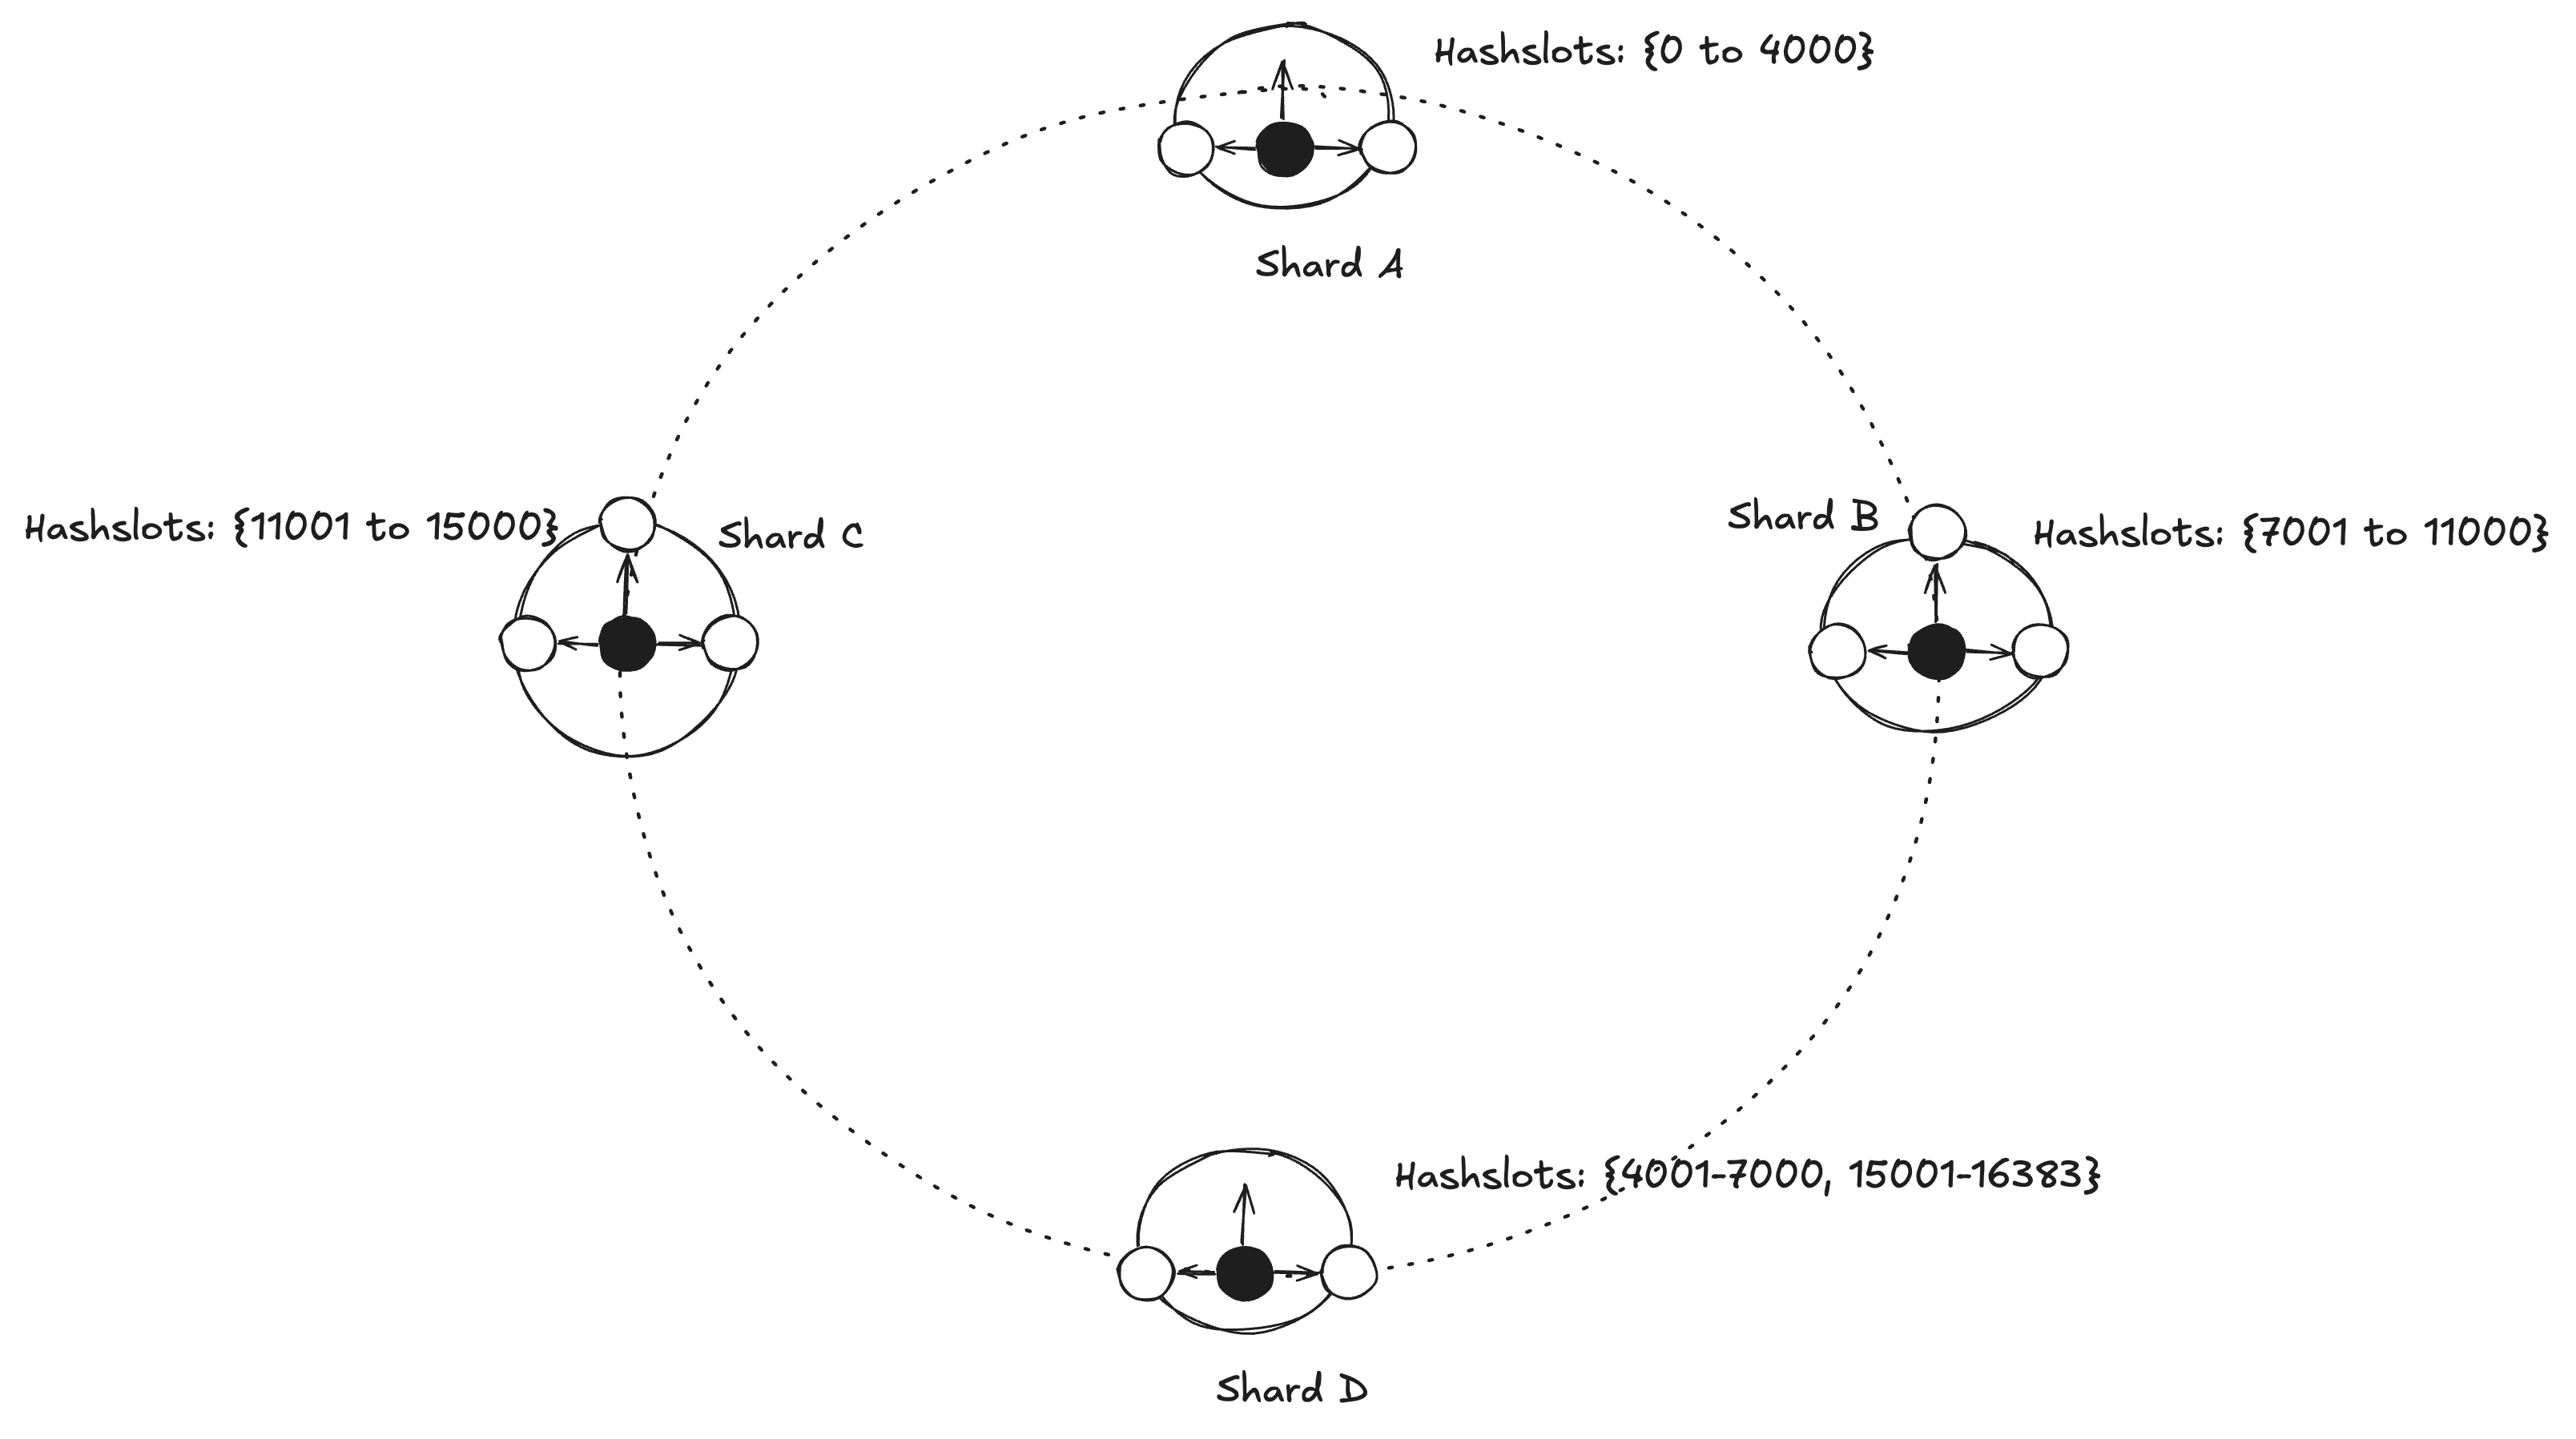 Hashslots: {0 to 4000}
Shard A
Hashslots: {11001 to 15000}
Shard C
Shard B
Hashslots: {7001 to 11000}
Hashslots: {4001-7000, 15001-16383}
Shard D